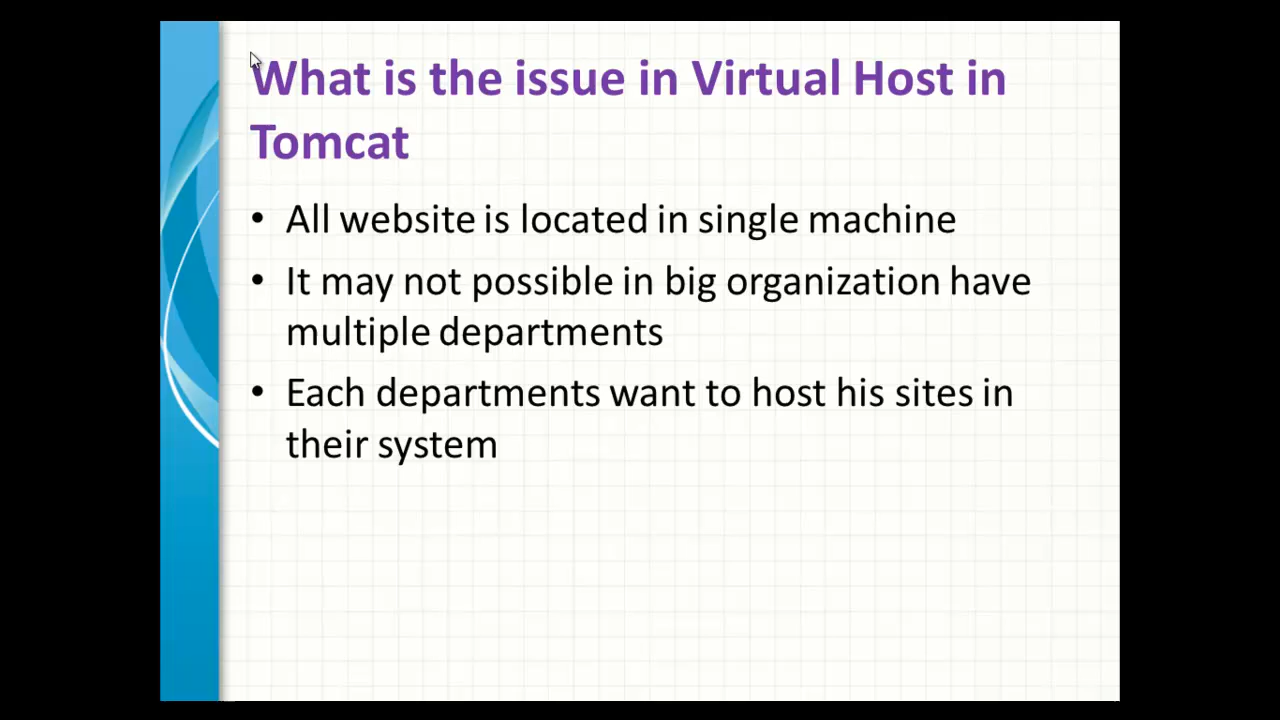 What is the issue in Virtual Host in
Tomcat
• All website is located in single machine
• It may not possible in big organization have
multiple departments
• Each departments want to host his sites in
their system